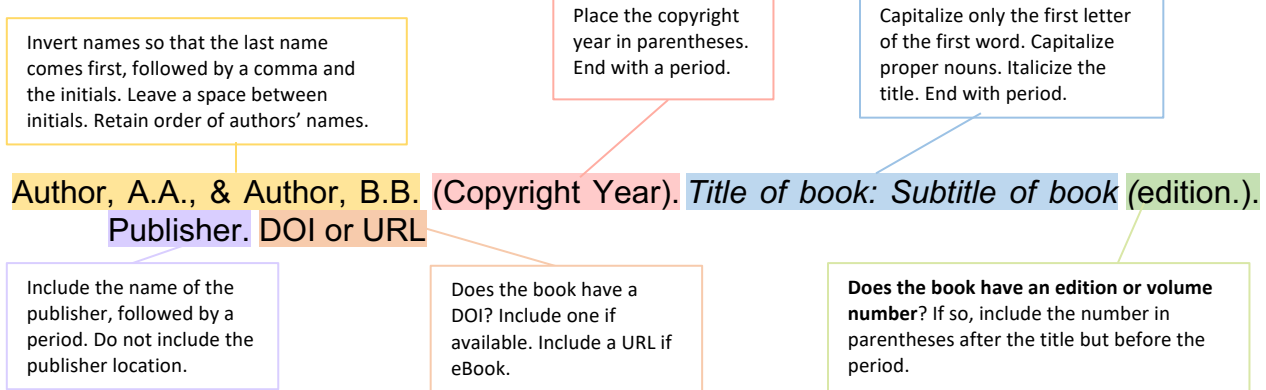 Invert names so that the last name
comes first, followed by a comma and
the initials. Leave a space between
initials. Retain order of authors’ names.
Place the copyright
year in parentheses.
End with a period.
Capitalize only the first letter
of the first word. Capitalize
proper nouns. Italicize the
title. End with period.
Author, A.A., & Author, B.B. (Copyright Year). Title of book: Subtitle of book (edition.).
Publisher. DOI or URL
Include the name of the
publisher, followed by a
period. Do not include the
publisher location.
Does the book have a
DOI? Include one if
available. Include a URL if
eBook.
Does the book have an edition or volume
number? If so, include the number in
parentheses after the title but before the
period.